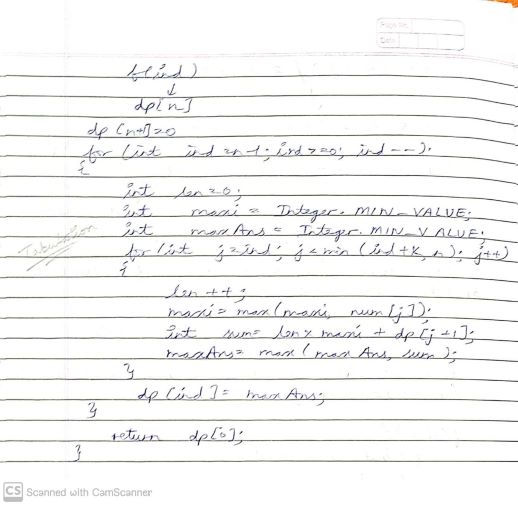 Page No.
Date
f(ind)
↓
dp[n]
dp[n+1]=0
for (int ind = n-1; ind >= 0; ind --);
{
int len = 0;
int maxi = Integer. MIN_VALUE;
int maxAns = Integer. MIN_VALUE;
Tabulation
for (int j = ind; j < min (ind+k, n); j++)
{
len ++;
maxi = max (maxi, num[j]);
int sum = len x maxi + dp[j+1];
maxAns = max (maxAns, sum);
}
dp[ind] = maxAns;
}
return dp[0];
}
CS Scanned with CamScanner